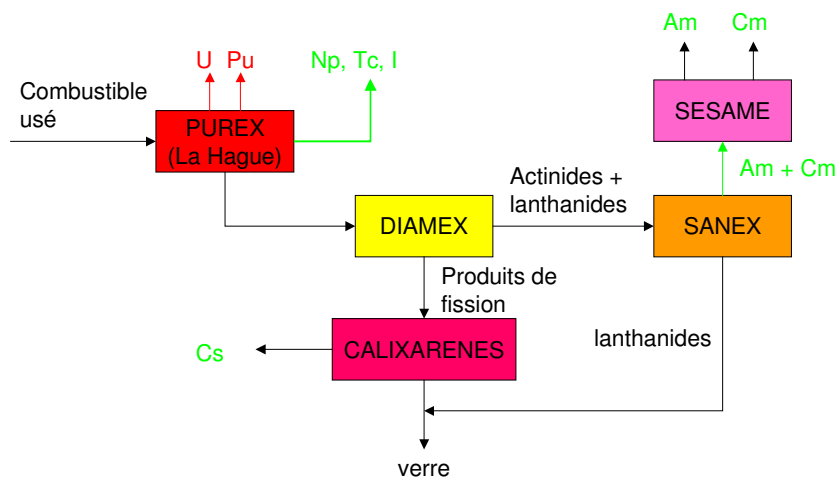 Am
Cm
U
Pu
Np, Tc, I
Combustible
usé
PUREX
(La Hague)
SESAME
Am + Cm
Actinides +
lanthanides
DIAMEX
SANEX
Produits de
fission
lanthanides
Cs
CALIXARENES
verre